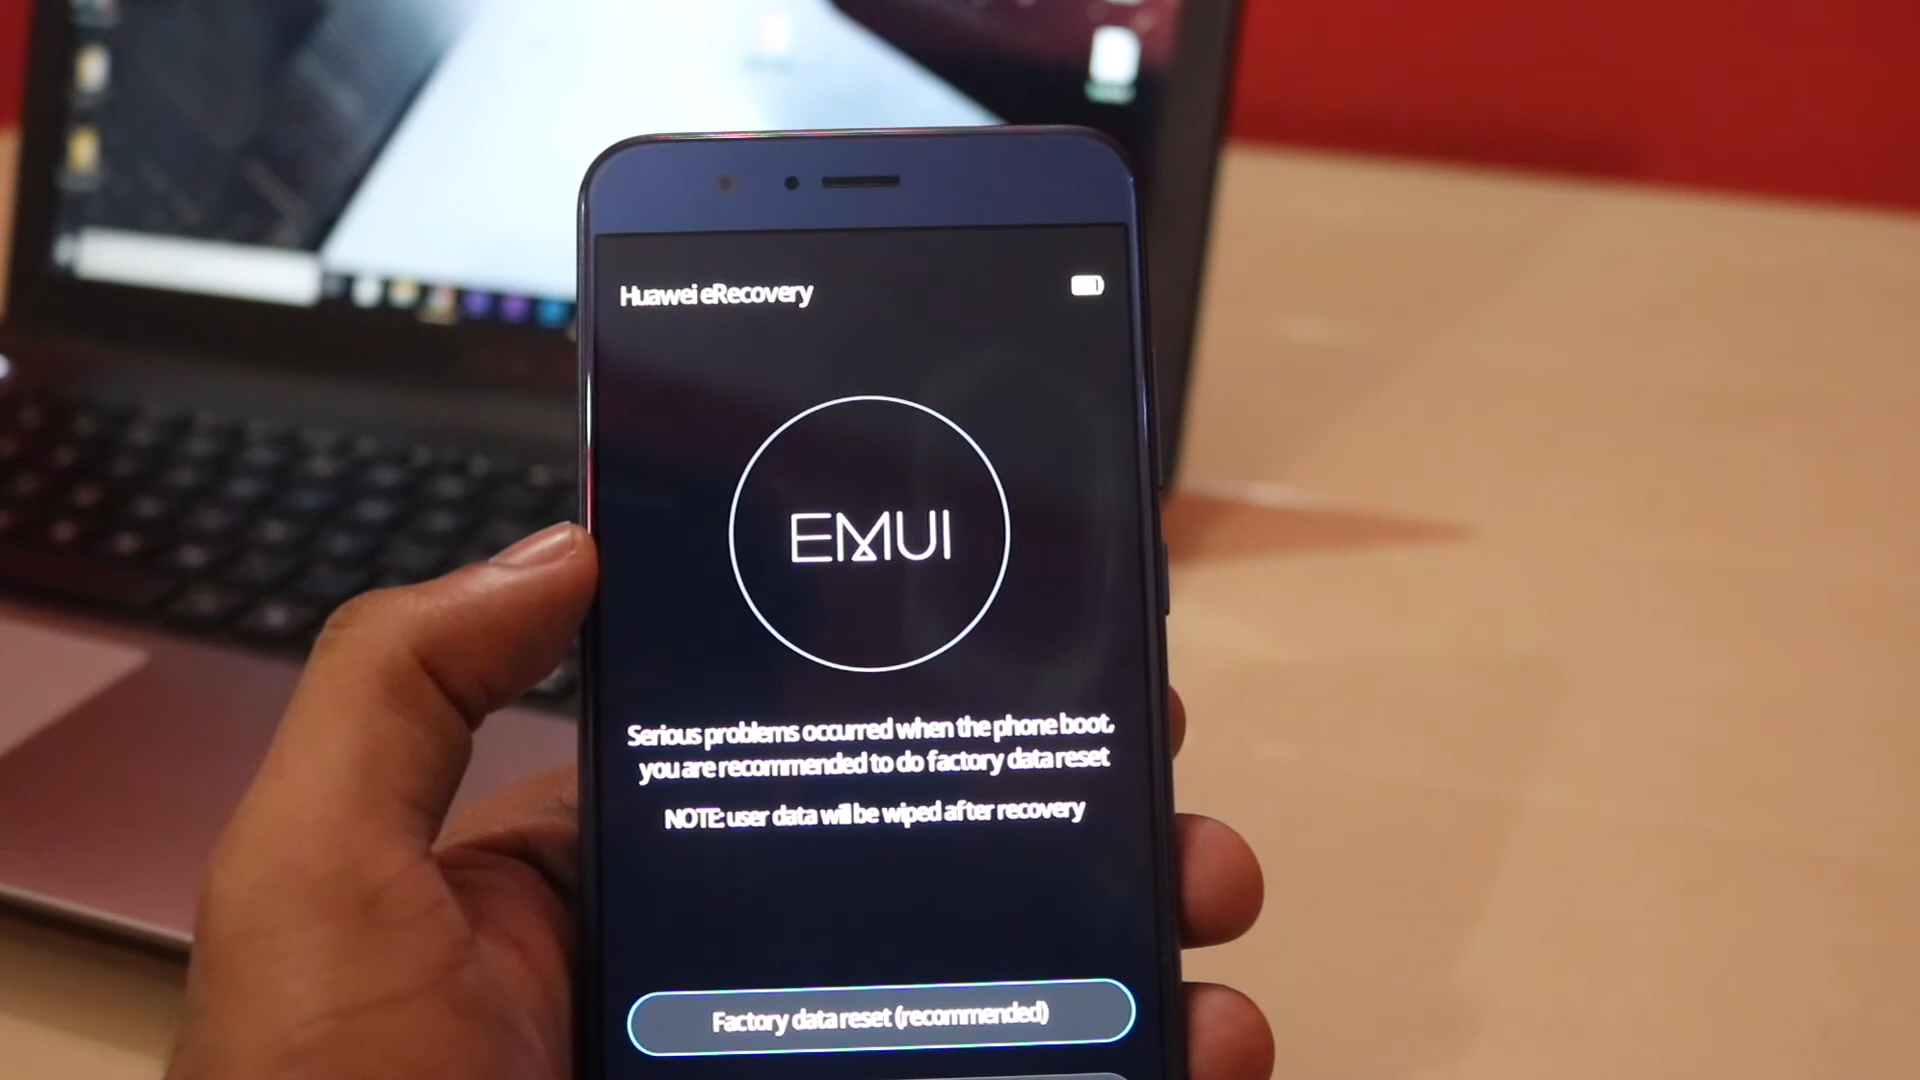 Huawei eRecovery
EMUI
Serious problems occurred when the phone boot,
you are recommended to do factory data reset
NOTE: user data will be wiped after recovery
Factory data reset (recommended)